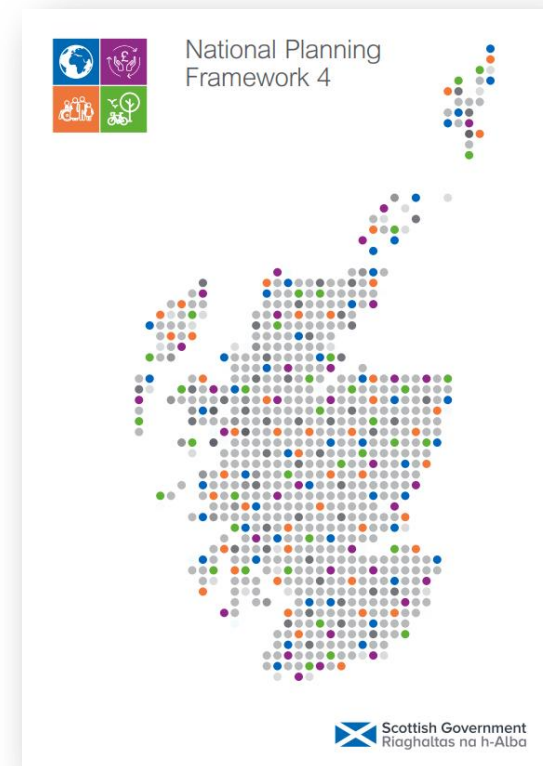 National Planning
Framework 4
£
Scottish Government
Riaghaltas na h-Alba